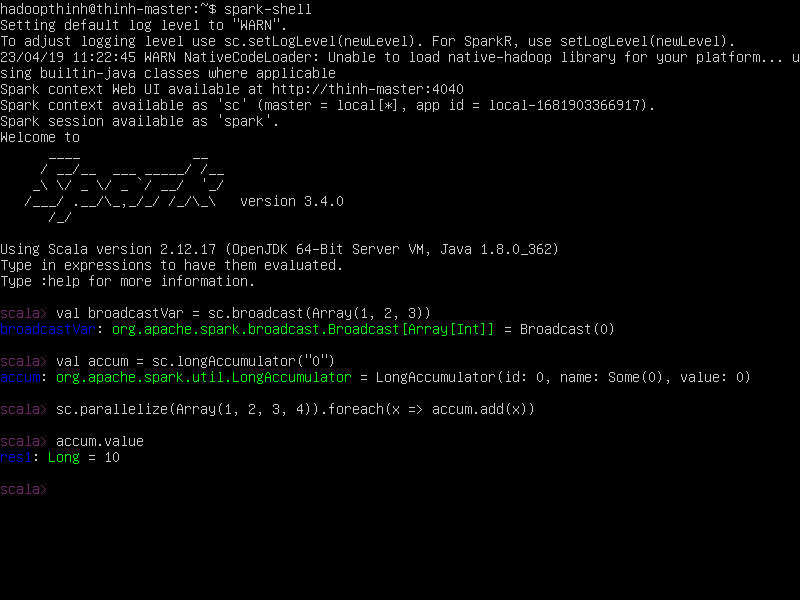 hadoopthinh@thinh-master:~$ spark-shell
Setting default log level to "WARN".
To adjust logging level use sc.setLogLevel(newLevel). For SparkR, use setLogLevel(newLevel).
23/04/19 11:22:45 WARN NativeCodeLoader: Unable to load native-hadoop library for your platform... u
sing builtin-java classes where applicable
Spark context Web UI available at http://thinh-master:4040
Spark context available as 'sc' (master = local[*], app id = local-1681903366917).
Spark session available as 'spark'.
Welcome to
      ____              __
     / __/__  ___ _____/ /__
    _\ \/ _ \/ _ `/ __/  '_/
   /___/ .__/\_,_/_/ /_/\_\   version 3.4.0
      /_/
Using Scala version 2.12.17 (OpenJDK 64-Bit Server VM, Java 1.8.0_362)
Type in expressions to have them evaluated.
Type :help for more information.
scala> val broadcastVar = sc.broadcast(Array(1, 2, 3))
broadcastVar: org.apache.spark.broadcast.Broadcast[Array[Int]] = Broadcast(0)
scala> val accum = sc.longAccumulator("0")
accum: org.apache.spark.util.LongAccumulator = LongAccumulator(id: 0, name: Some(0), value: 0)
scala> sc.parallelize(Array(1, 2, 3, 4)).foreach(x => accum.add(x))
scala> accum.value
res1: Long = 10
scala>